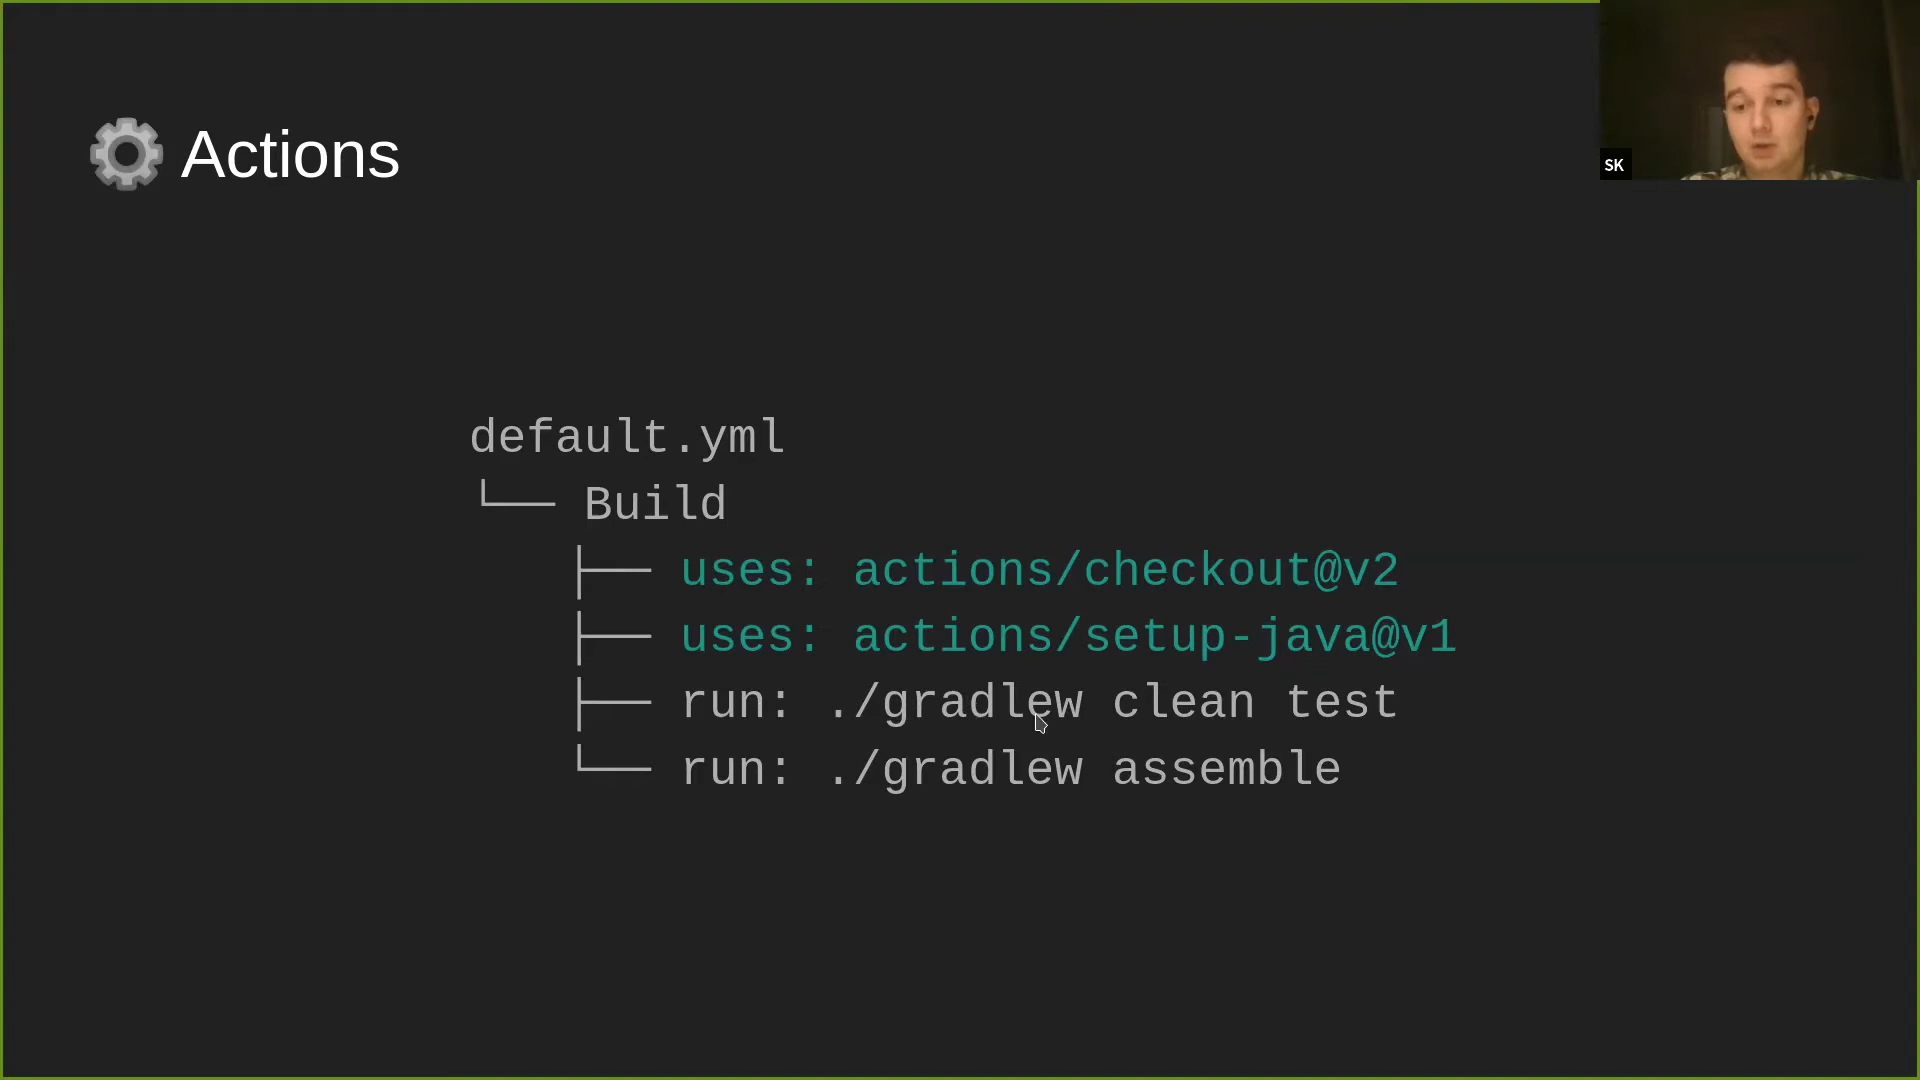 Actions
SK
default.yml
└── Build
├── uses: actions/checkout@v2
├── uses: actions/setup-java@v1
├── run: ./gradlew clean test
└── run: ./gradlew assemble